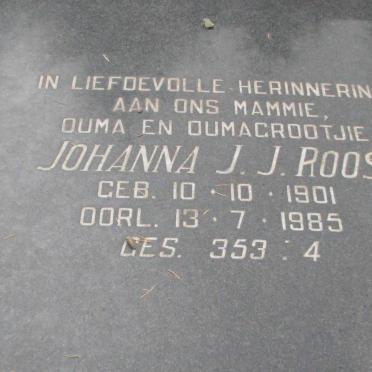 IN LIEFDEVOLLE HERINNERIN
AAN ONS MAMMIE,
OUMA EN OUMAGROOTJIE
JOHANNA J. J. ROOS
GEB. 10 · 10 · 1901
OORL. 13 · 7 · 1985
GES. 353 : 4